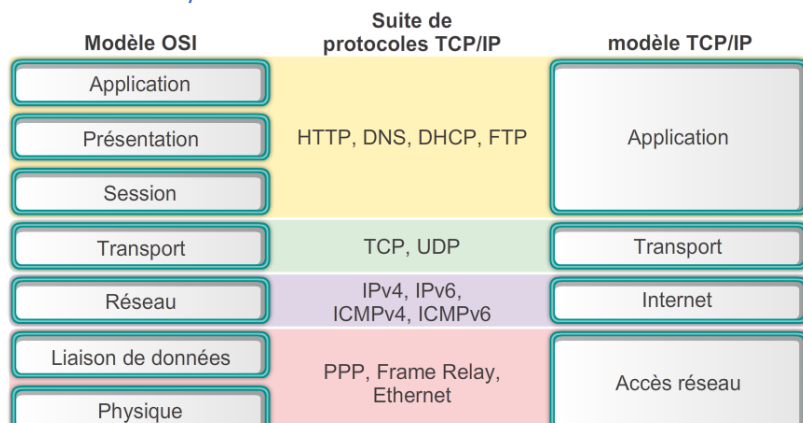 Modèle OSI
Suite de
protocoles TCP/IP
modèle TCP/IP
Application
Présentation
Session
HTTP, DNS, DHCP, FTP
Application
Transport
TCP, UDP
Transport
Réseau
IPv4, IPv6,
ICMPv4, ICMPv6
Internet
Liaison de données
Physique
PPP, Frame Relay,
Ethernet
Accès réseau